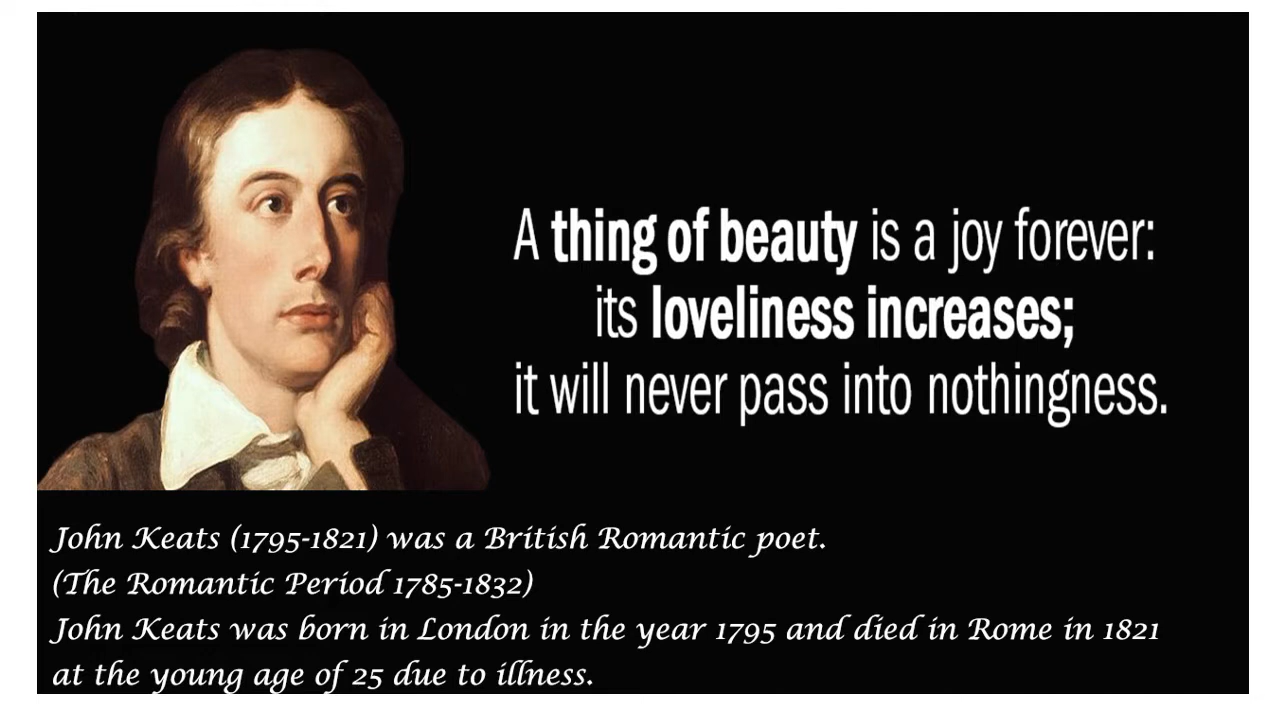 A thing of beauty is a joy forever:
its loveliness increases;
it will never pass into nothingness.
John Keats (1795-1821) was a British Romantic poet.
(The Romantic Period 1785-1832)
John Keats was born in London in the year 1795 and died in Rome in 1821
at the young age of 25 due to illness.